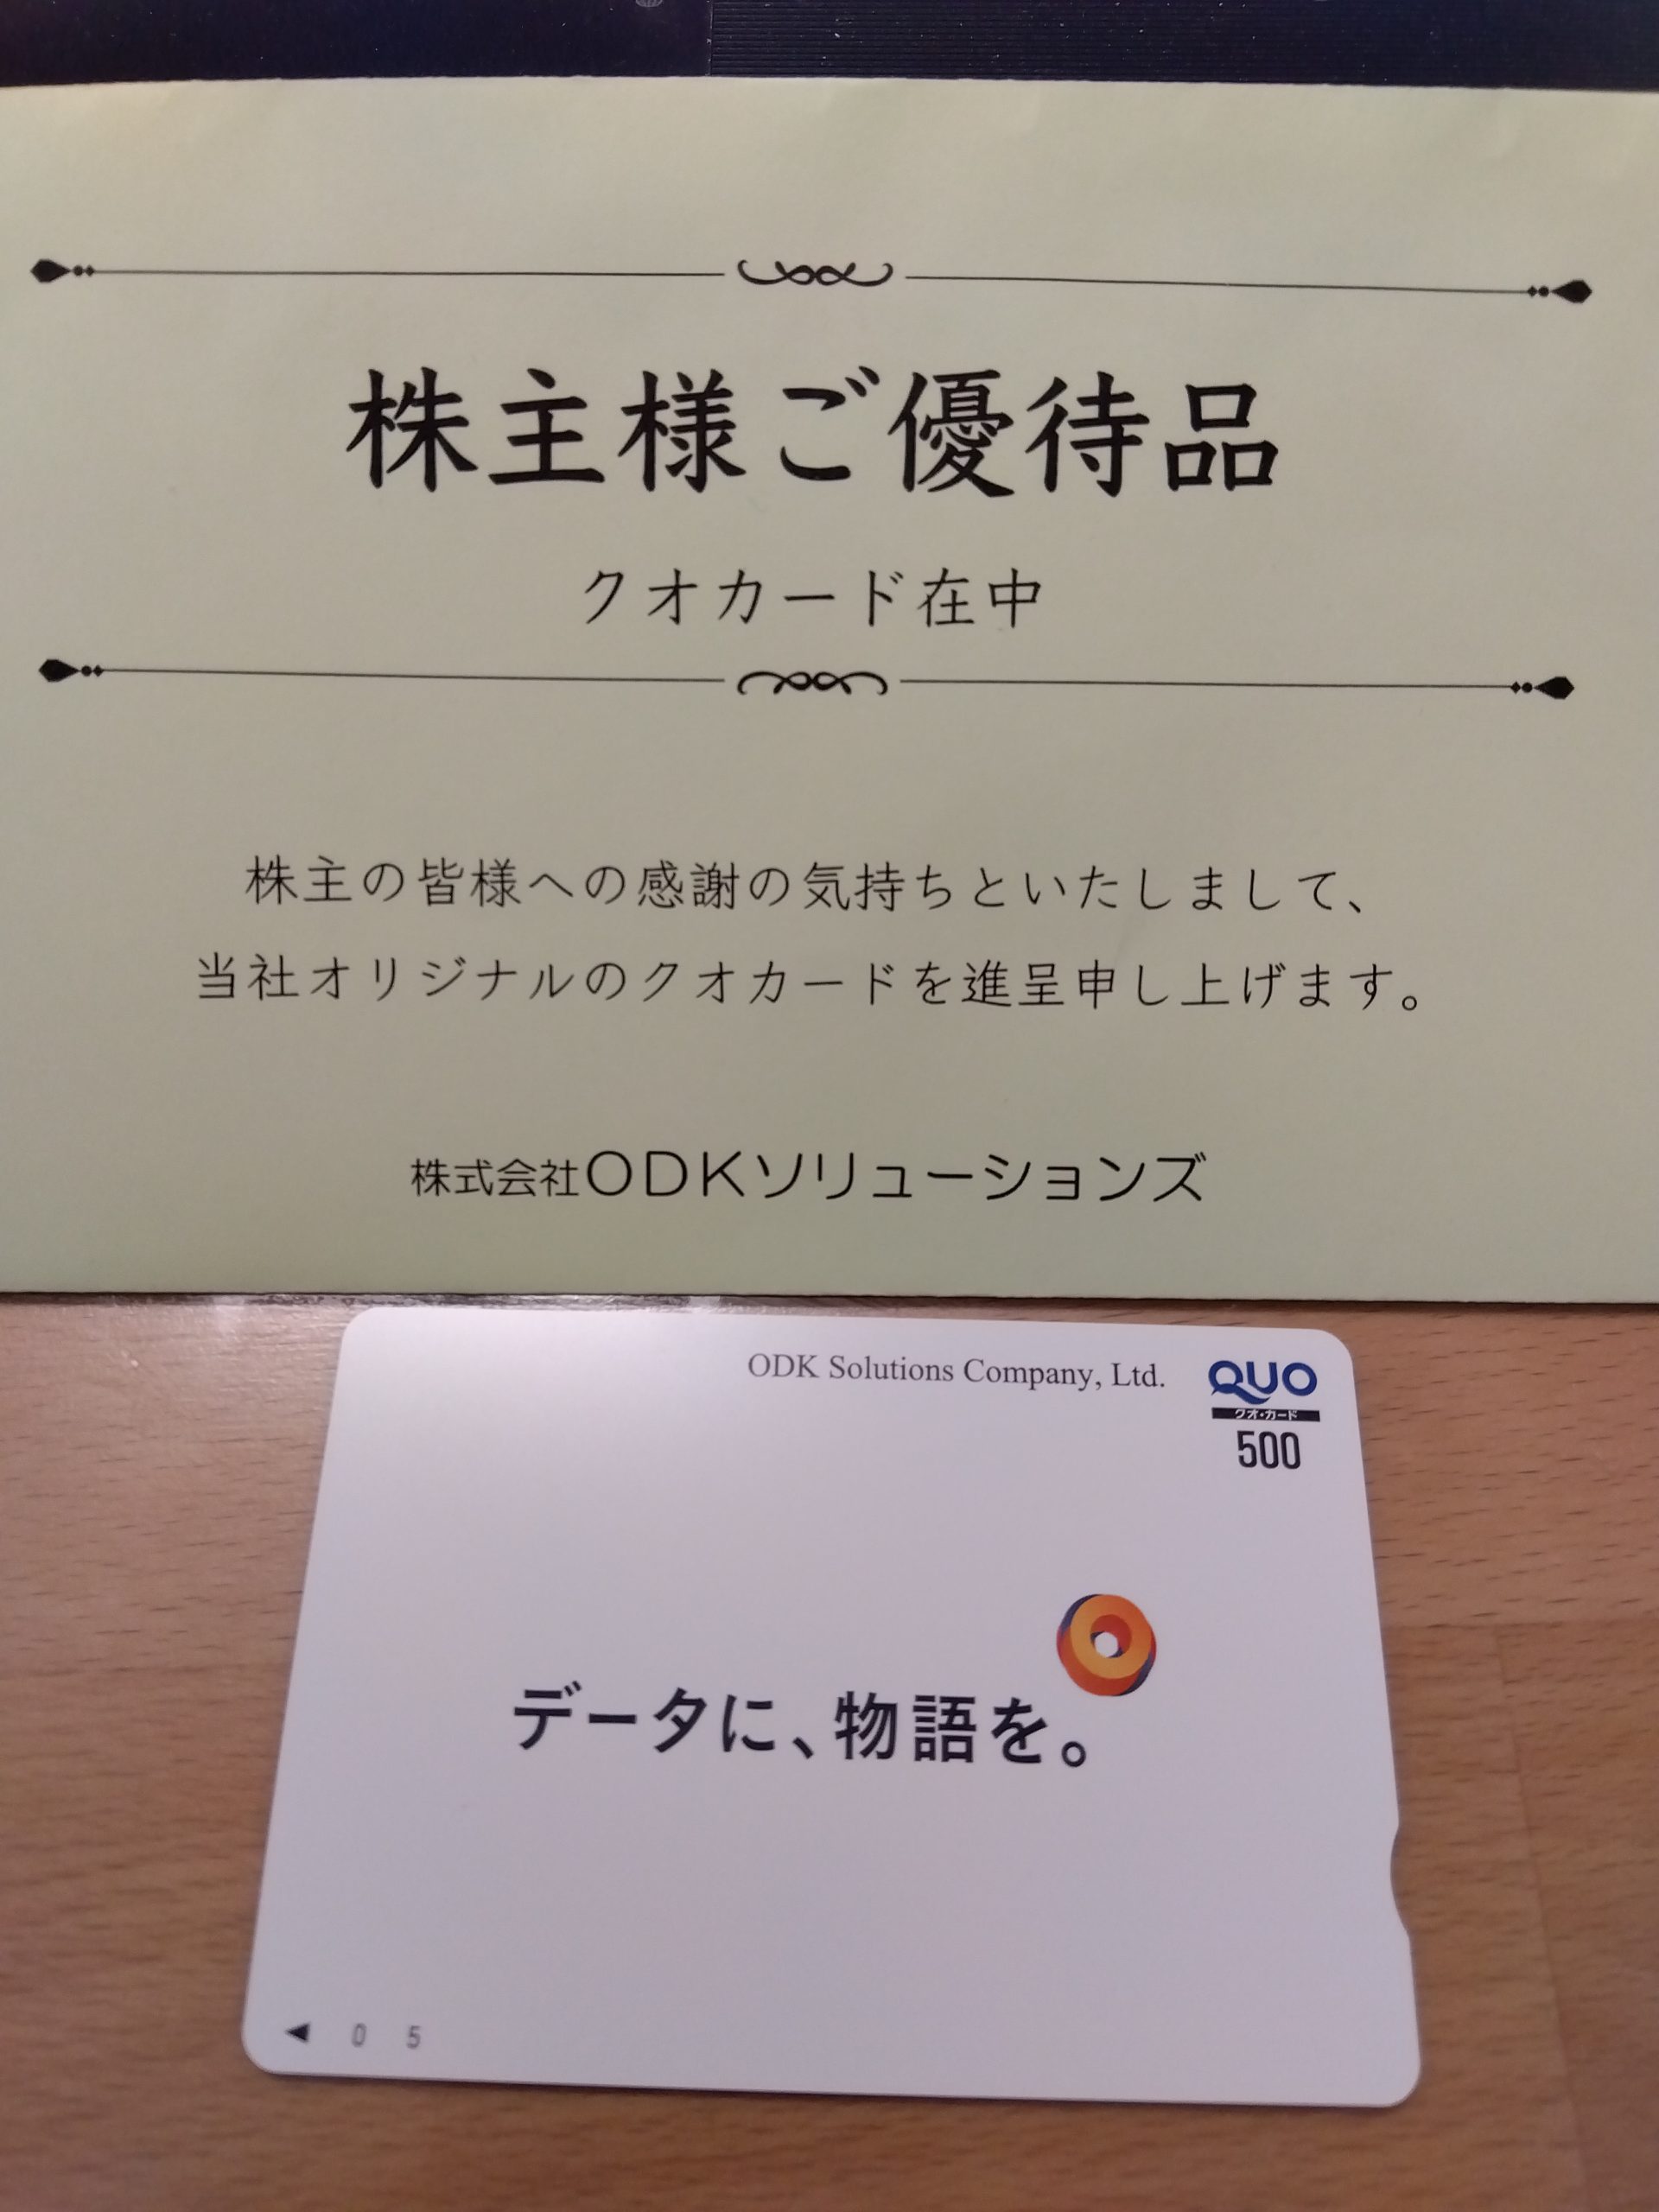 株主様ご優待品
クオカード在中
株主の皆様への感謝の気持ちといたしまして、
当社オリジナルのクオカードを進呈申し上げます。
株式会社ODKソリューションズ
ODK Solutions Company, Ltd.
QUO
クオ・カード
500
データに、物語を。
◀ 0 5